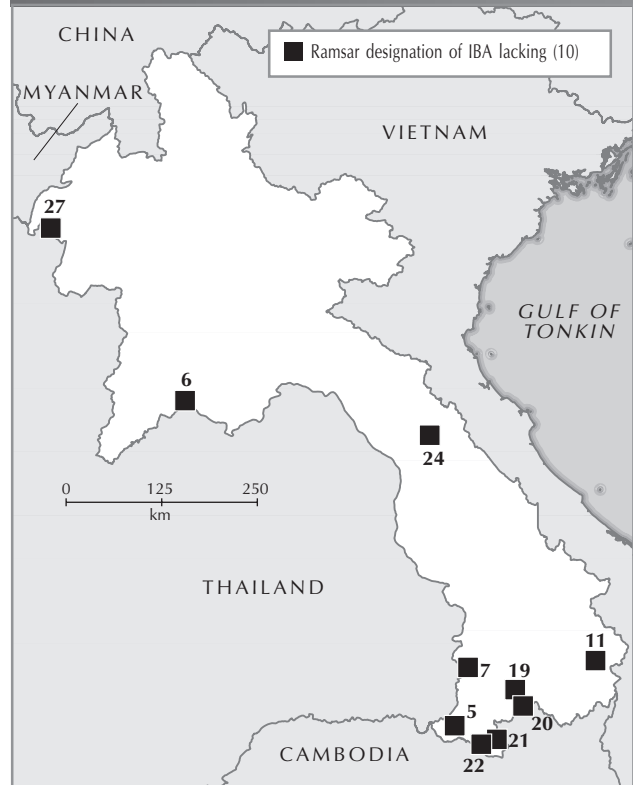 CHINA
Ramsar designation of IBA lacking (10)
MYANMAR
VIETNAM
27
GULF OF
TONKIN
6
24
0 125 250
km
THAILAND
11
7
19
5
20
21
22
CAMBODIA